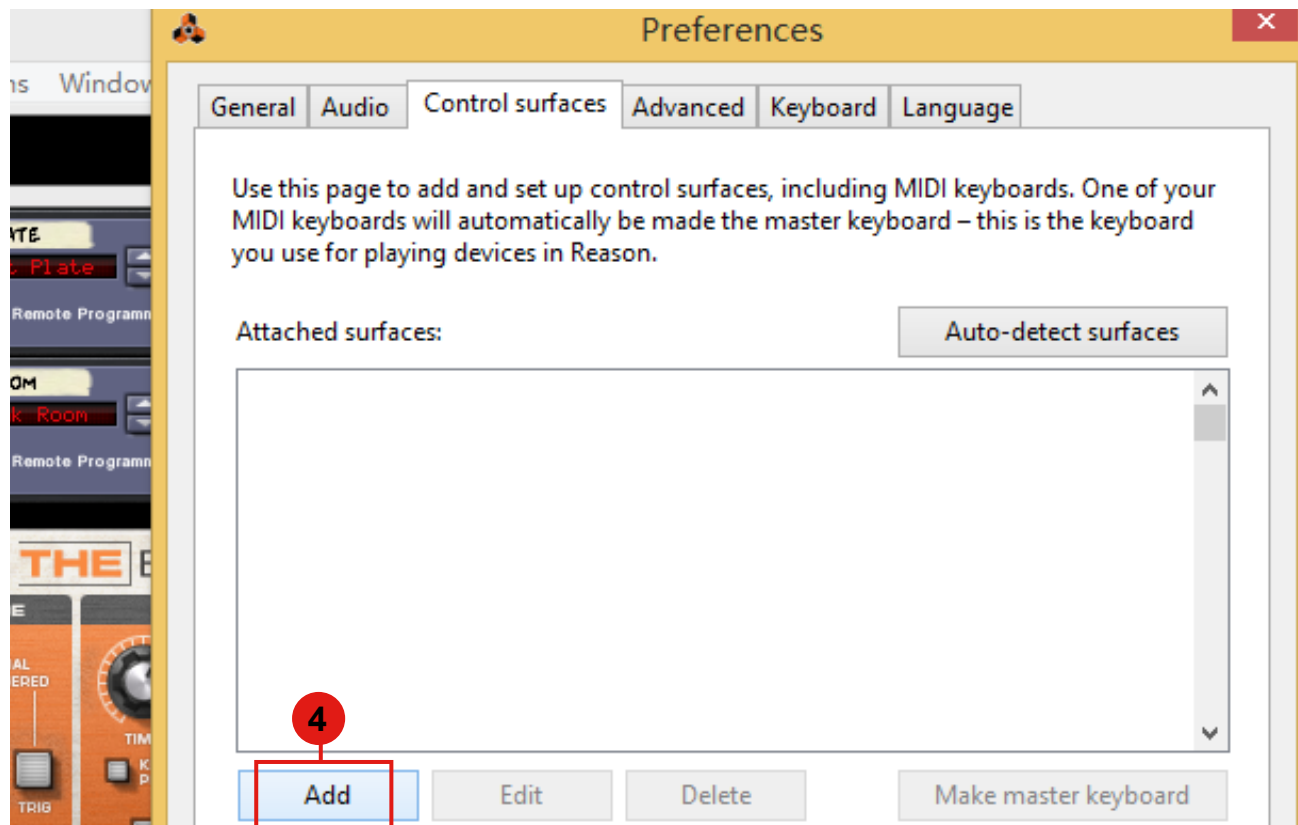 Preferences
Window
General Audio Control surfaces Advanced Keyboard Language
Use this page to add and set up control surfaces, including MIDI keyboards. One of your
MIDI keyboards will automatically be made the master keyboard – this is the keyboard
you use for playing devices in Reason.
Plate
Remote Programm
Attached surfaces:
Auto-detect surfaces
Room
Remote Programm
THE
TRIG
4
Add Edit Delete Make master keyboard